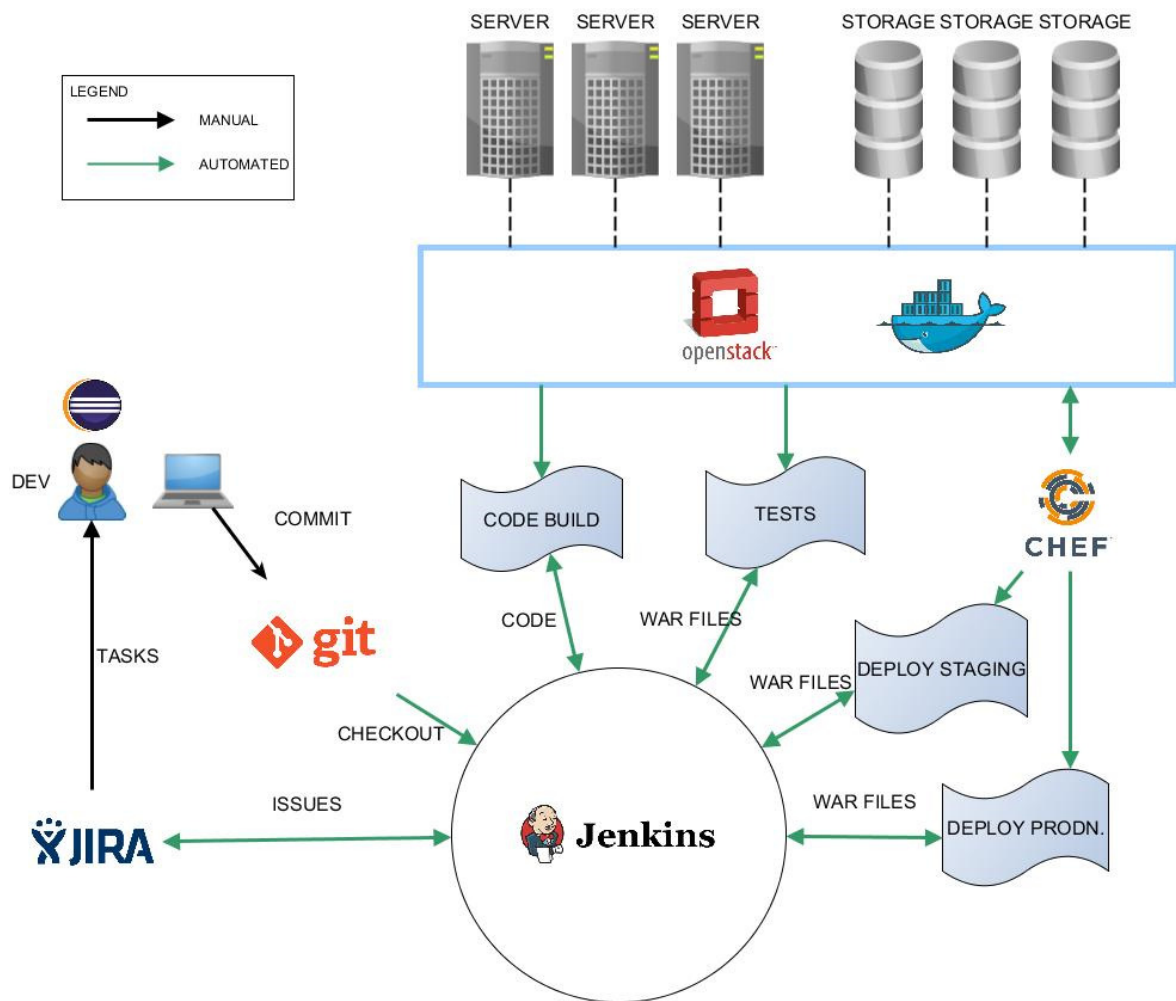 SERVER SERVER SERVER STORAGE STORAGE STORAGE
LEGEND
MANUAL
AUTOMATED
openstack
DEV
COMMIT
CODE BUILD
TESTS
CHEF
git
TASKS
CODE
WAR FILES
WAR FILES
DEPLOY STAGING
CHECKOUT
ISSUES
WAR FILES
JIRA
Jenkins
DEPLOY PRODN.